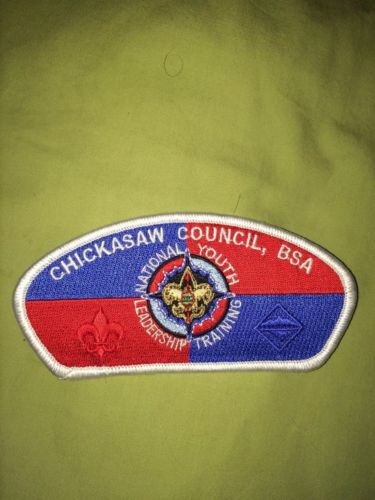 CHICKASAW COUNCIL, BSA
NATIONAL YOUTH
LEADERSHIP TRAINING